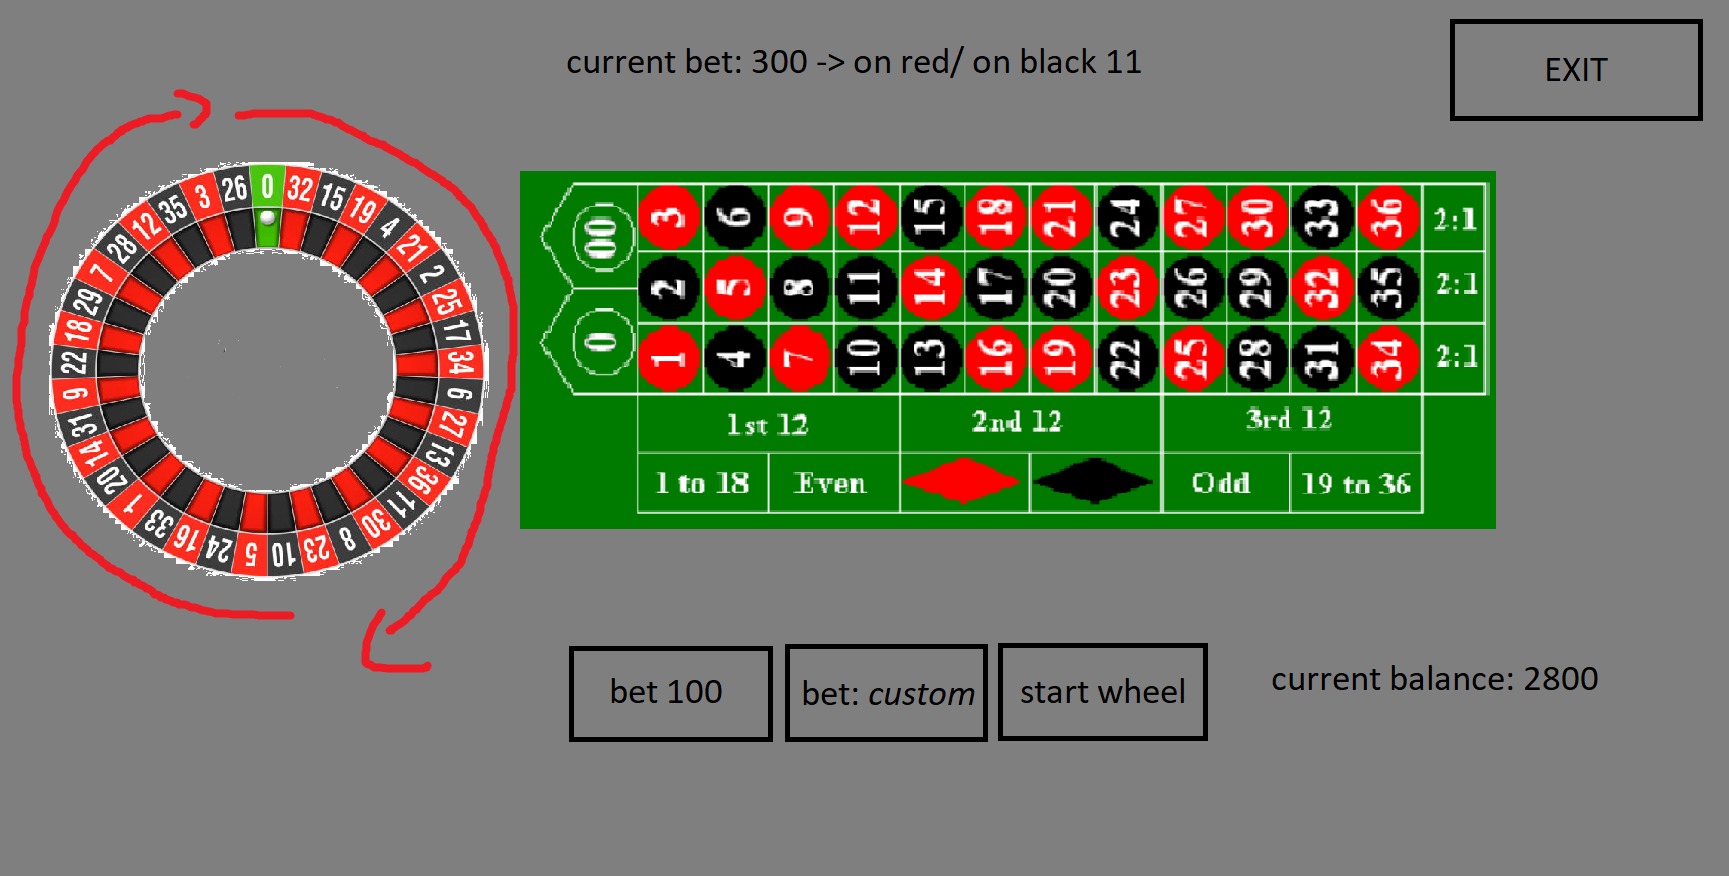 current bet: 300 -> on red/ on black 11
EXIT
0 32 15 19 4 21 2 25 17 34 6 27 13 36 11 30 8 23 10 5 24 16 33 1 20 14 31 9 22 18 29 7 28 12 35 3 26
00 3 6 9 12 15 18 21 24 27 30 33 36 2:1
2 5 8 11 14 17 20 23 26 29 32 35 2:1
0 1 4 7 10 13 16 19 22 25 28 31 34 2:1
1st 12 2nd 12 3rd 12
1 to 18 Even Odd 19 to 36
bet 100
bet: custom
start wheel
current balance: 2800